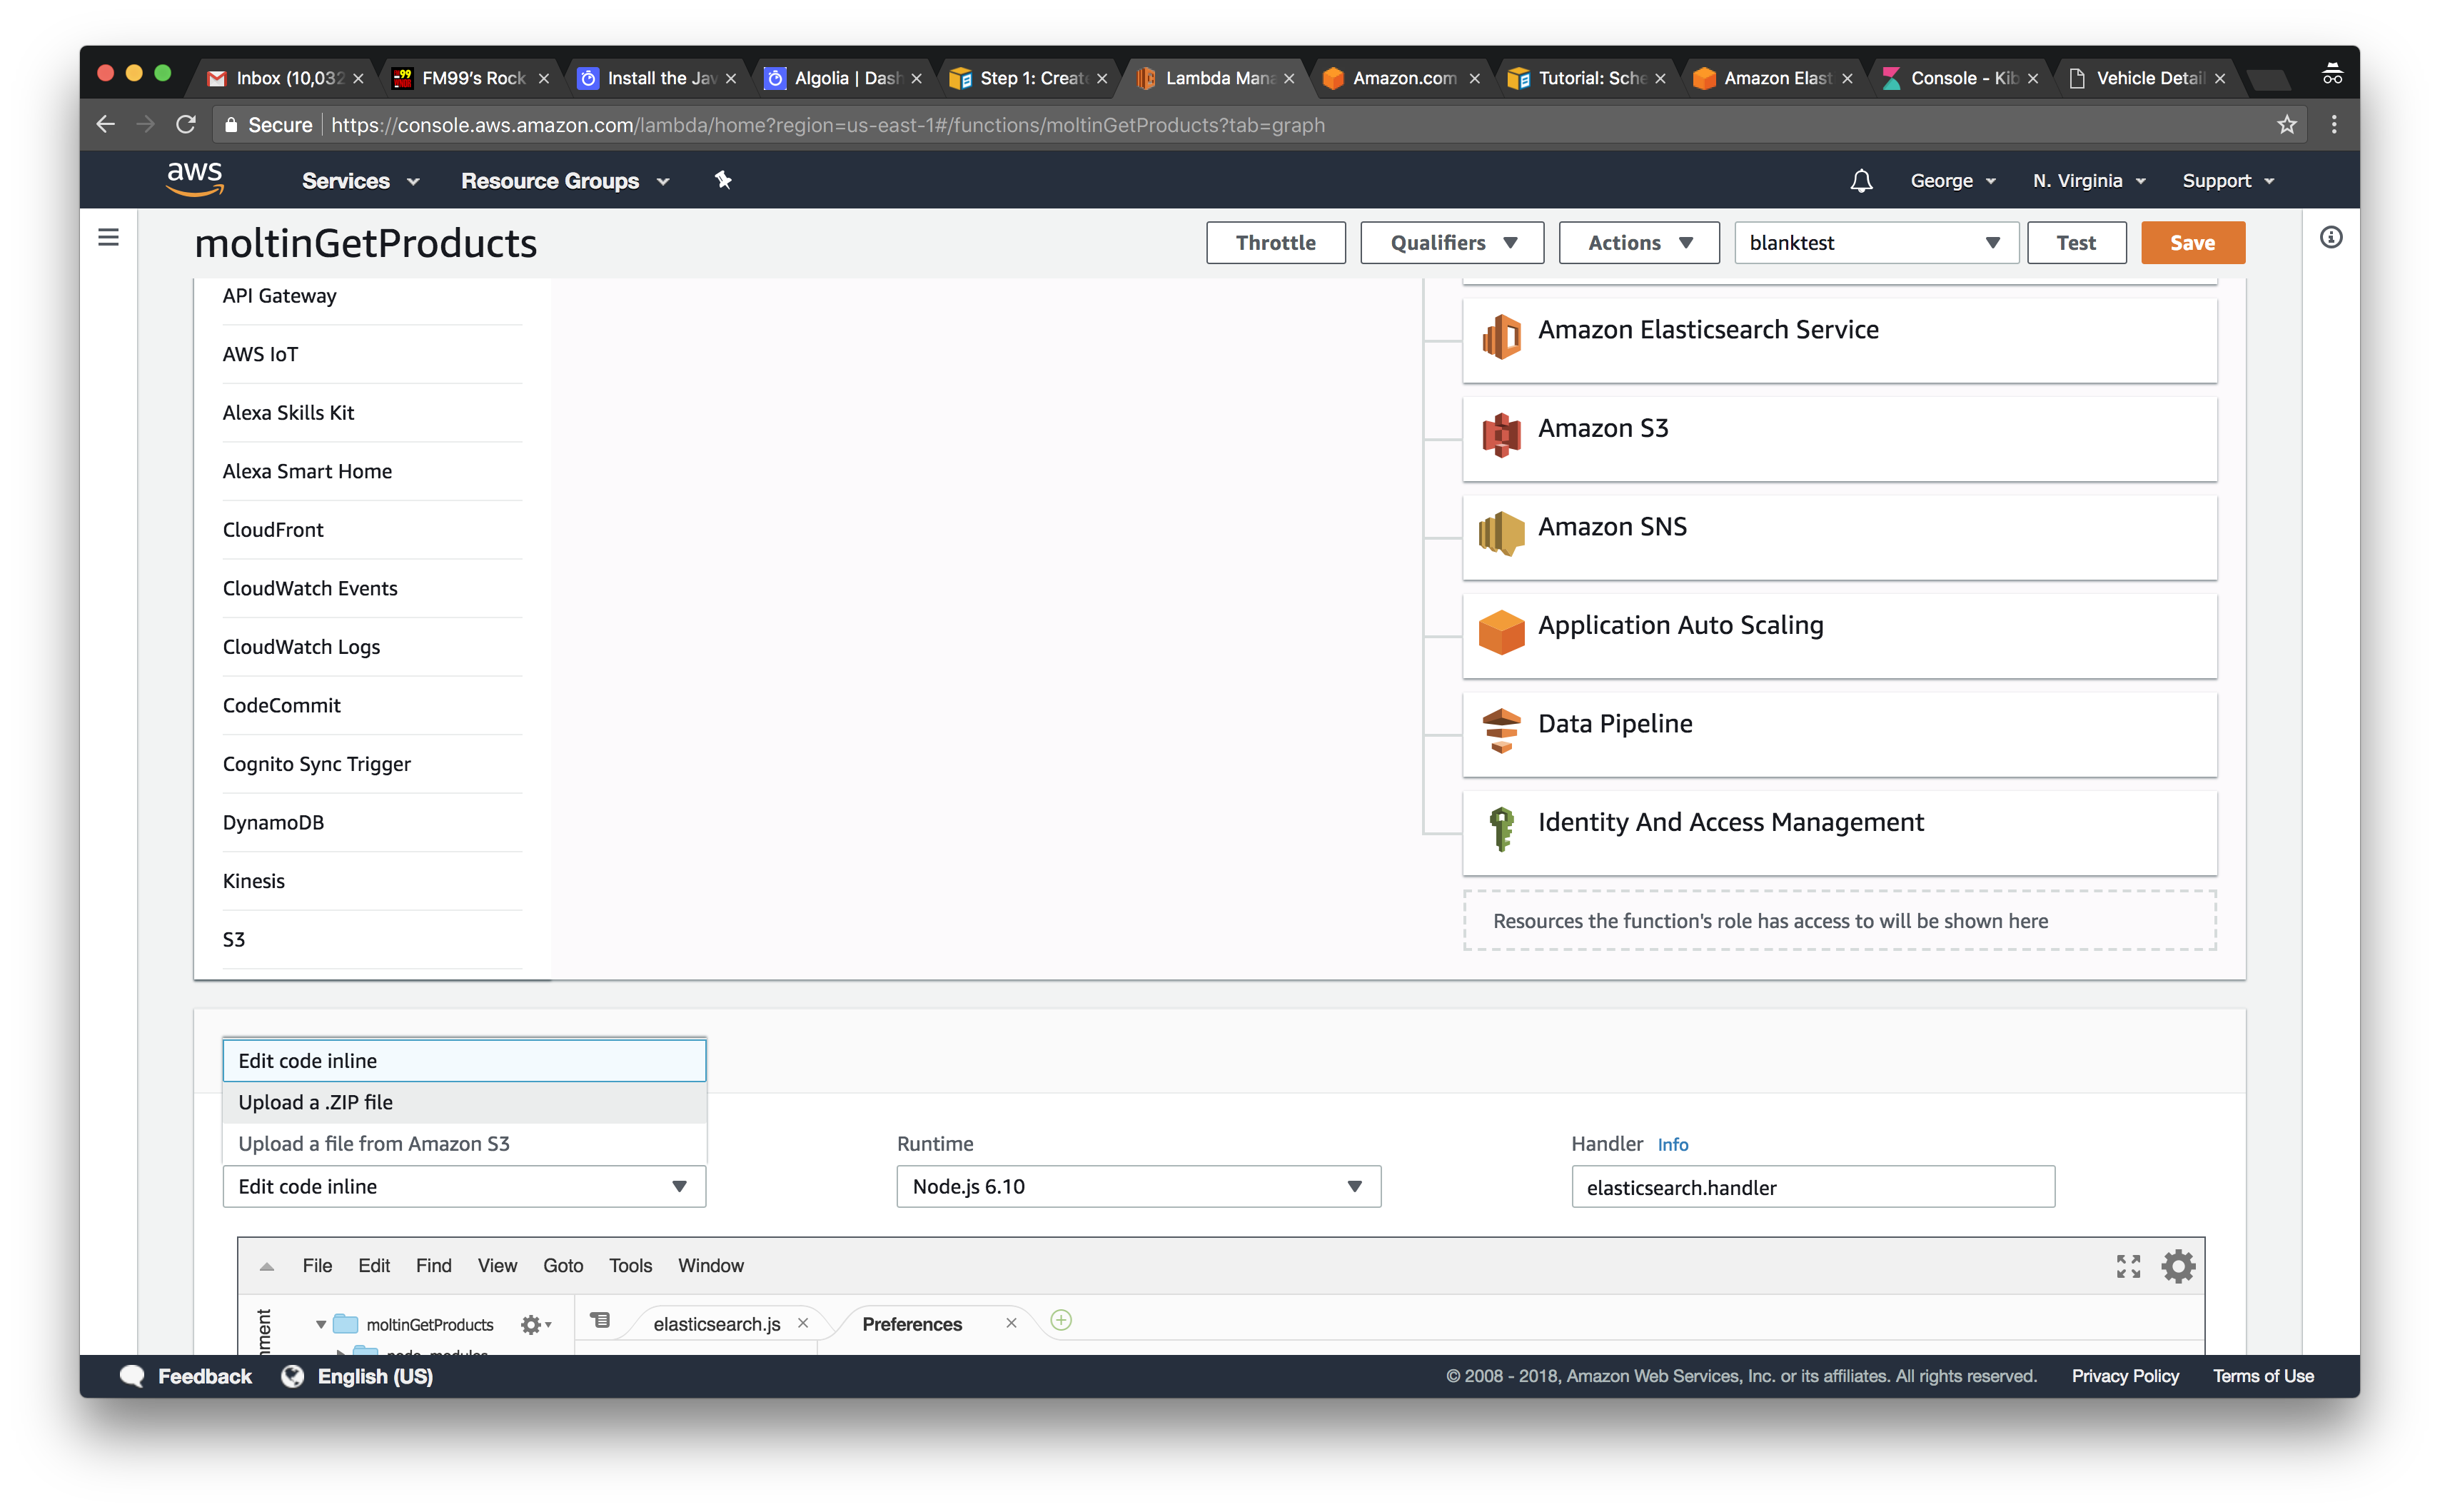 Inbox (10,032
-99 FM99's Rock
Install the Jav
Algolia | Dash
Step 1: Create
Lambda Mana
Amazon.com
Tutorial: Sche
Amazon Elast
Console - Kib
Vehicle Detail
Secure https://console.aws.amazon.com/lambda/home?region=us-east-1#/functions/moltinGetProducts?tab=graph
aws Services Resource Groups George N. Virginia Support
moltinGetProducts Throttle Qualifiers Actions blanktest Test Save
API Gateway
AWS IoT
Alexa Skills Kit
Alexa Smart Home
CloudFront
CloudWatch Events
CloudWatch Logs
CodeCommit
Cognito Sync Trigger
DynamoDB
Kinesis
S3
Amazon Elasticsearch Service
Amazon S3
Amazon SNS
Application Auto Scaling
Data Pipeline
Identity And Access Management
Resources the function's role has access to will be shown here
Edit code inline
Upload a .ZIP file
Upload a file from Amazon S3
Edit code inline
Runtime
Node.js 6.10
Handler Info
elasticsearch.handler
File Edit Find View Goto Tools Window
moltinGetProducts elasticsearch.js Preferences
node_modules
Feedback English (US) © 2008 - 2018, Amazon Web Services, Inc. or its affiliates. All rights reserved. Privacy Policy Terms of Use